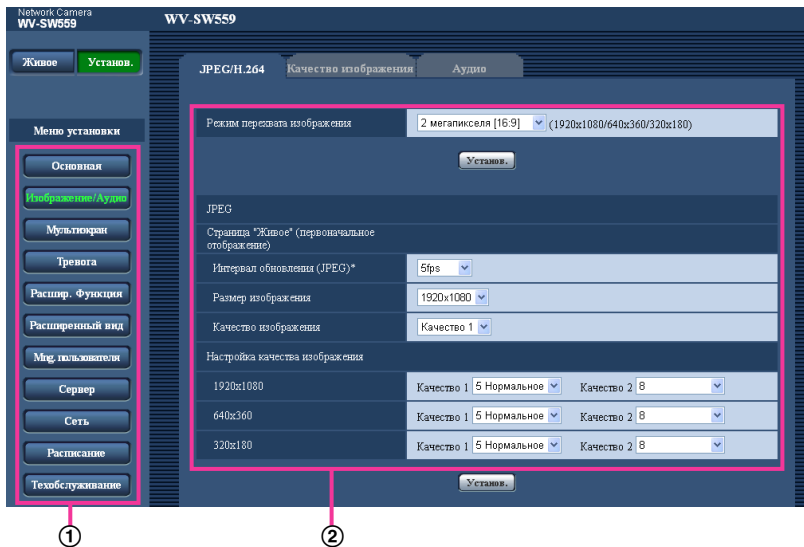 Network Camera
WV-SW559
WV-SW559
Живое Установ.
JPEG/H.264 Качество изображения Аудио
Меню установки
Основная
Изображение/Аудио
Мультиэкран
Тревога
Расшир. Функция
Расширенный вид
Mng. пользователя
Сервер
Сеть
Расписание
Техобслуживание
Режим перехвата изображения 2 мегапикселя [16:9] (1920x1080/640x360/320x180)
Установ.
JPEG
Страница "Живое" (первоначальное
отображение)
Интервал обновления (JPEG)* 5fps
Размер изображения 1920x1080
Качество изображения Качество 1
Настройка качества изображения
1920x1080 Качество 1 5 Нормальное Качество 2 8
640x360 Качество 1 5 Нормальное Качество 2 8
320x180 Качество 1 5 Нормальное Качество 2 8
Установ.
① ②